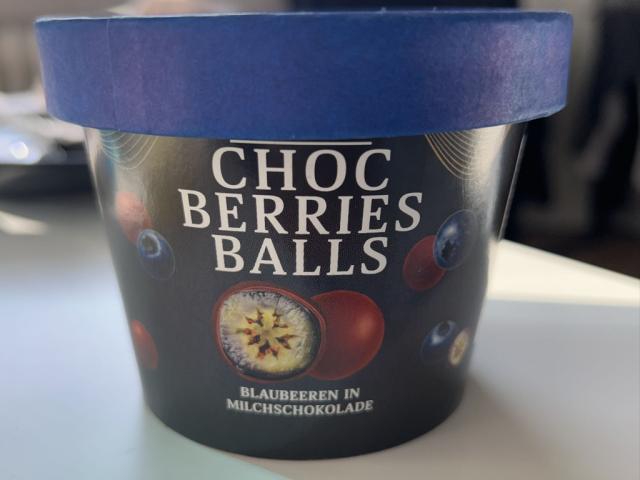 CHOC
BERRIES
BALLS
BLAUBEEREN IN
MILCHSCHOKOLADE